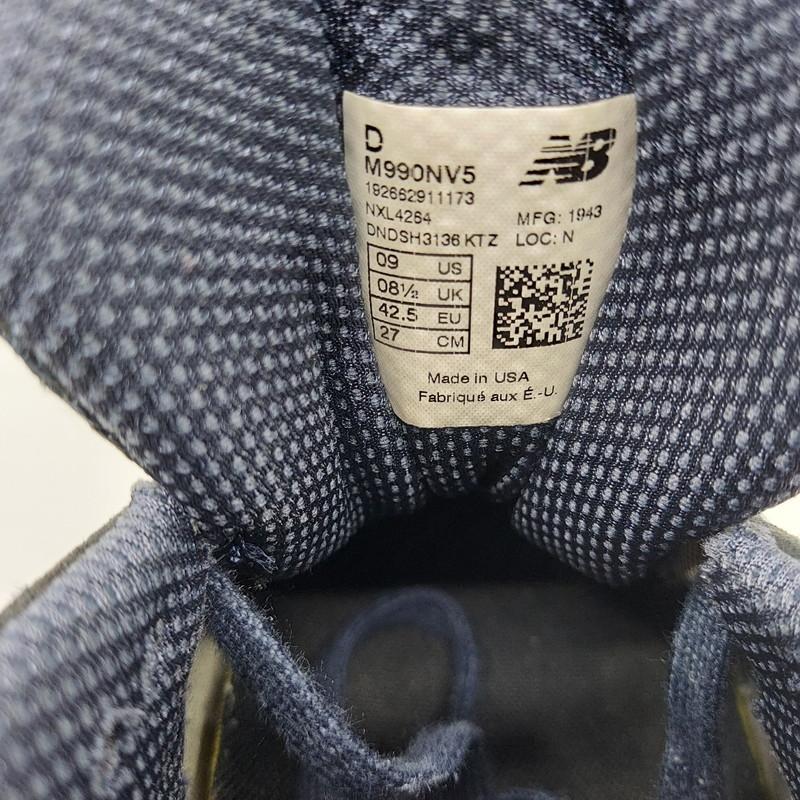 D
NB
M990NV5
192662911173
NXL4264
MFG: 1943
DNDSH3136 KTZ
LOC: N
09 US
08½ UK
42.5 EU
27 CM
Made in USA
Fabriqué aux É.-U.